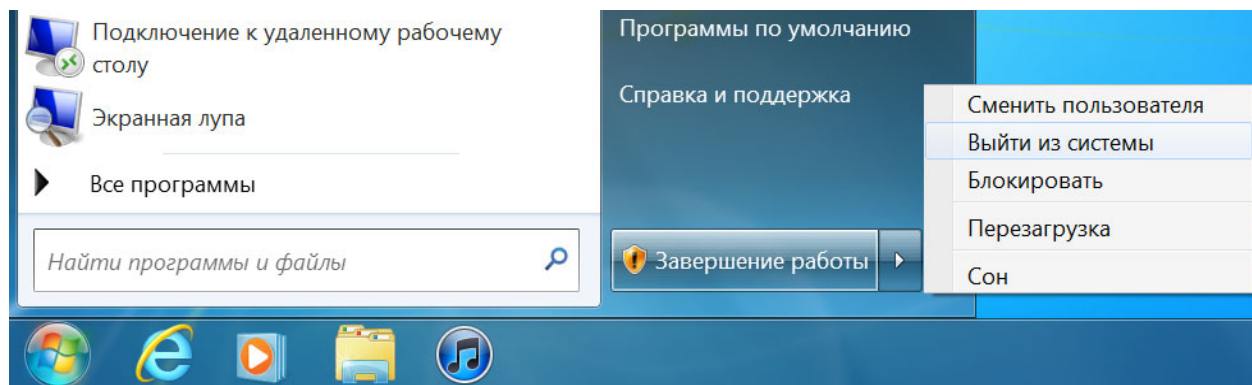 Подключение к удаленному рабочему
столу
Экранная лупа
Все программы
Найти программы и файлы
Программы по умолчанию
Справка и поддержка
Завершение работы
Сменить пользователя
Выйти из системы
Блокировать
Перезагрузка
Сон